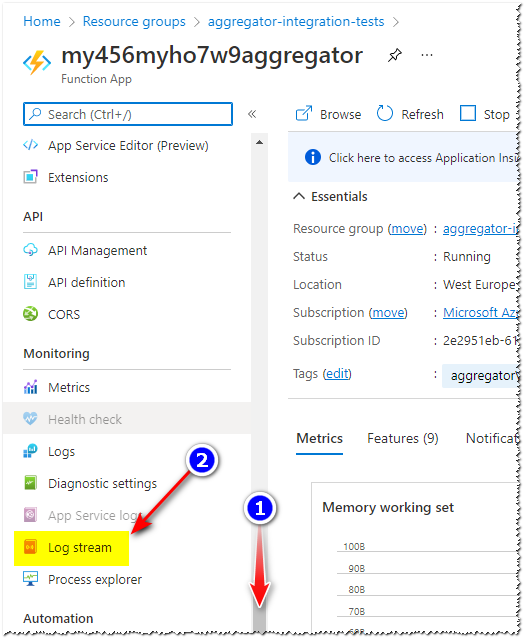 Home > Resource groups > aggregator-integration-tests >
my456myho7w9aggregator
Function App
Search (Ctrl+/)
«
App Service Editor (Preview)
Extensions
API
API Management
API definition
CORS
Monitoring
Metrics
Health check
Logs
Diagnostic settings
App Service log
Log stream
Process explorer
Automation
2
1
Browse Refresh Stop
Click here to access Application Insi
Essentials
Resource group (move) : aggregator-i
Status : Running
Location : West Europe
Subscription (move) : Microsoft Az
Subscription ID : 2e2951eb-61
Tags (edit) : aggregator
Metrics Features (9) Notificat
Memory working set
100B
90B
80B
70B